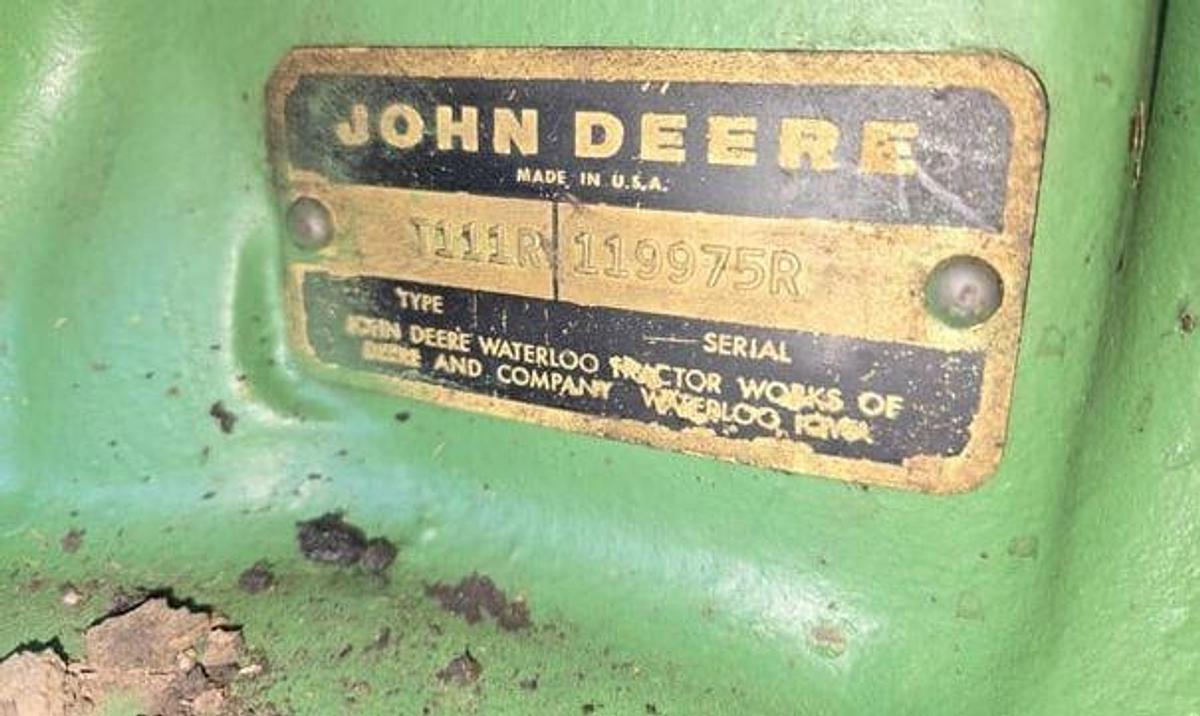 JOHN DEERE
MADE IN U.S.A.
T111R 119975R
TYPE SERIAL
JOHN DEERE WATERLOO TRACTOR WORKS OF
DEERE AND COMPANY WATERLOO, IOWA